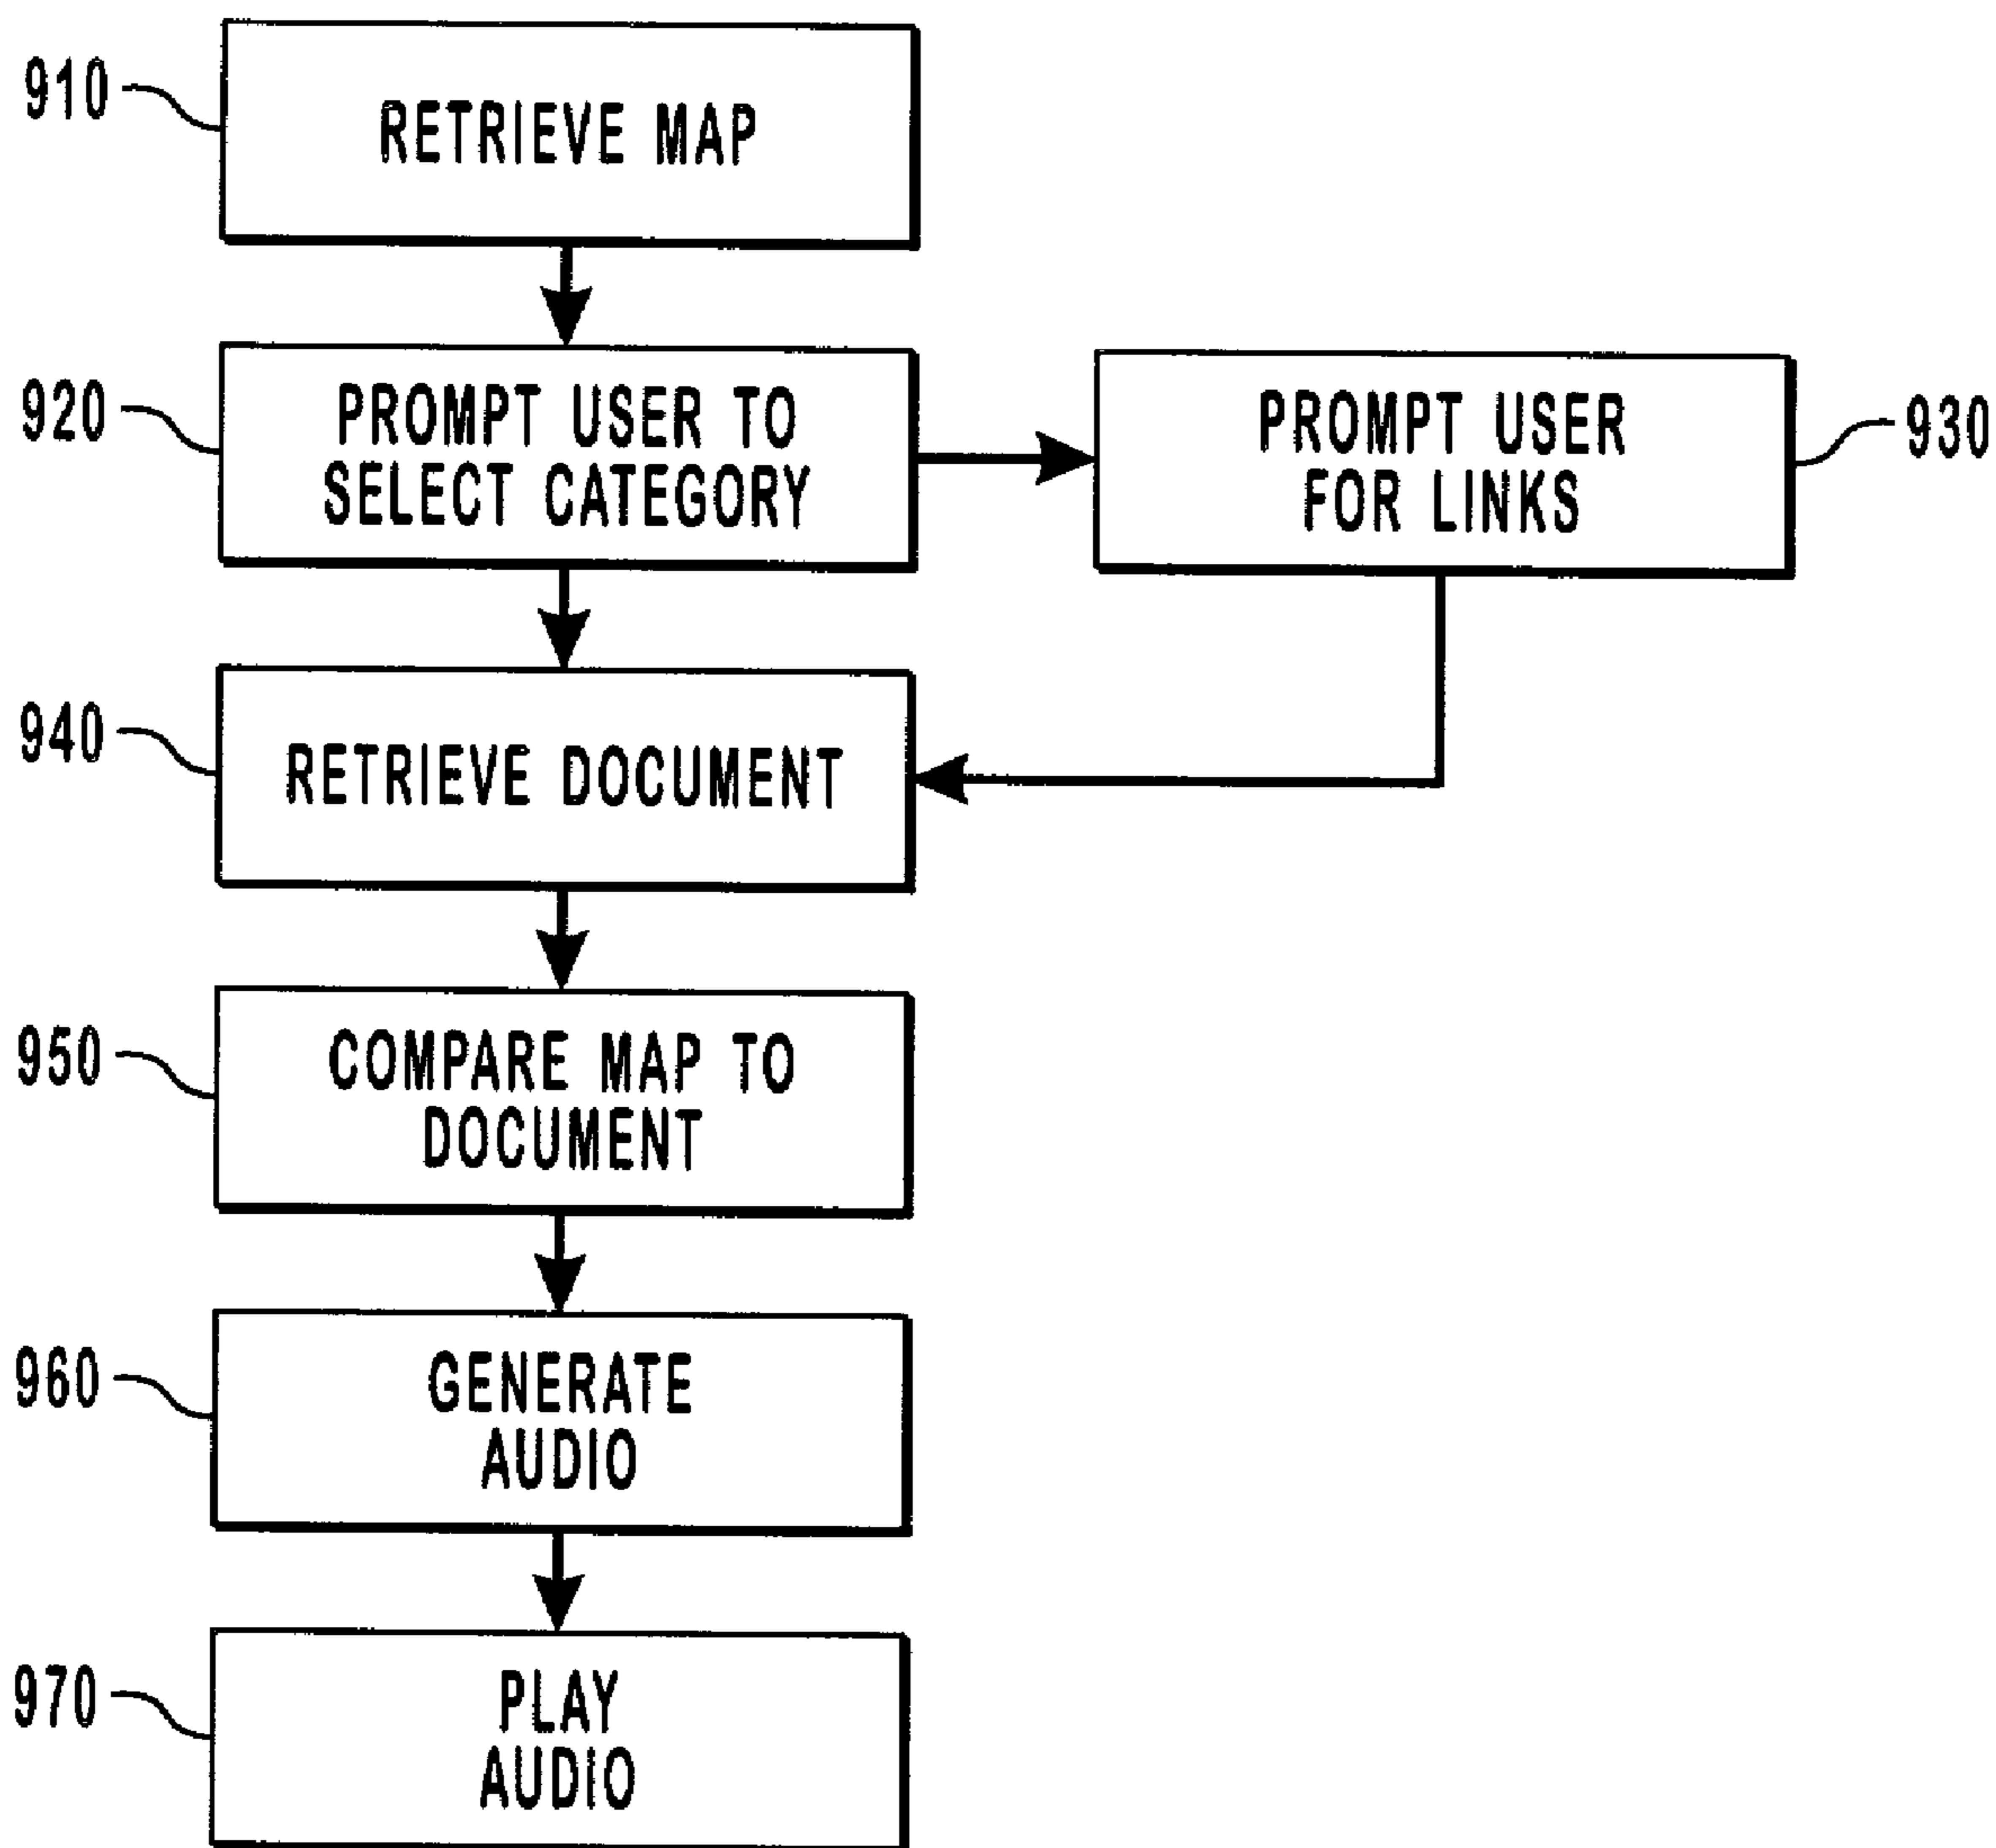 910
RETRIEVE MAP
920
PROMPT USER TO
SELECT CATEGORY
PROMPT USER
FOR LINKS
930
940
RETRIEVE DOCUMENT
950
COMPARE MAP TO
DOCUMENT
960
GENERATE
AUDIO
970
PLAY
AUDIO